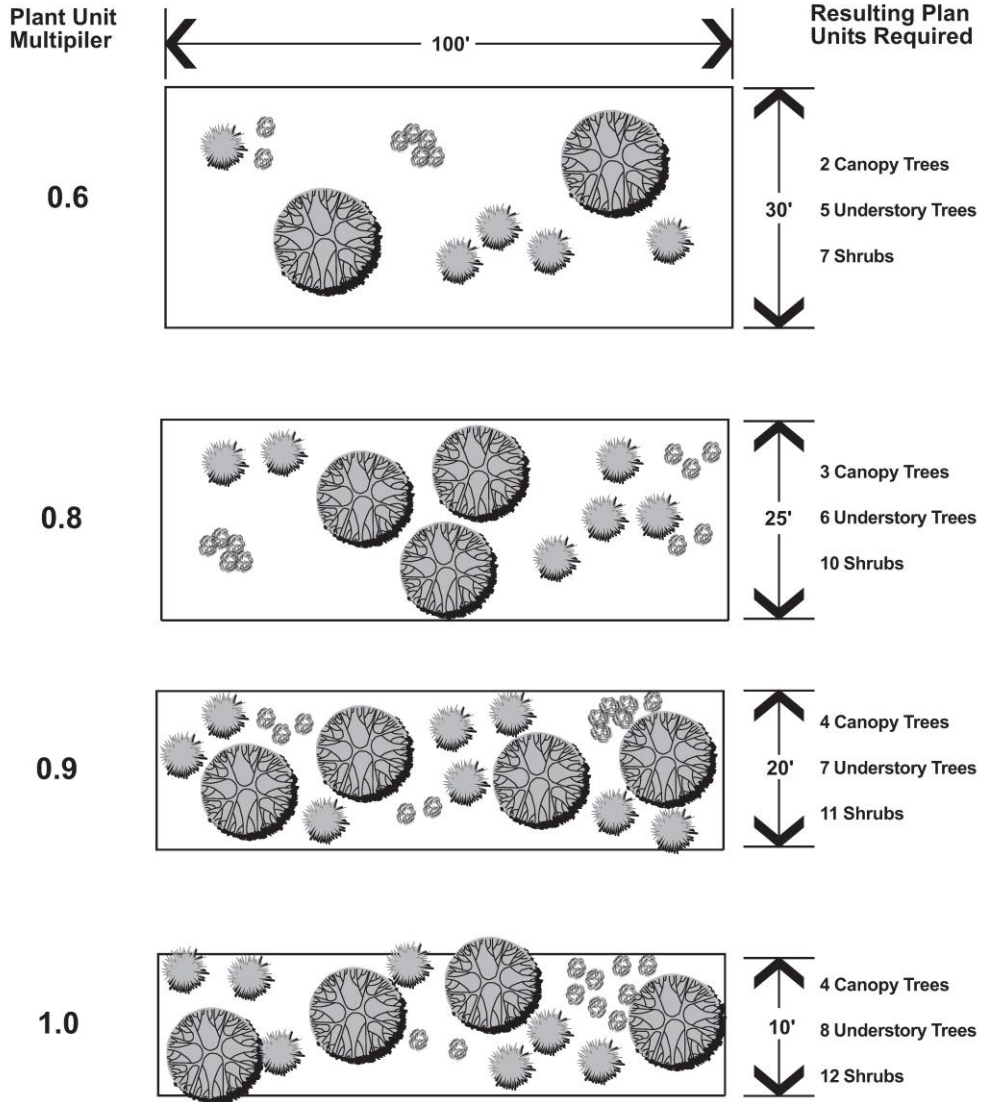 Plant Unit
Multipiler
100'
Resulting Plan
Units Required
0.6
30'
2 Canopy Trees
5 Understory Trees
7 Shrubs
0.8
25'
3 Canopy Trees
6 Understory Trees
10 Shrubs
0.9
20'
4 Canopy Trees
7 Understory Trees
11 Shrubs
1.0
10'
4 Canopy Trees
8 Understory Trees
12 Shrubs